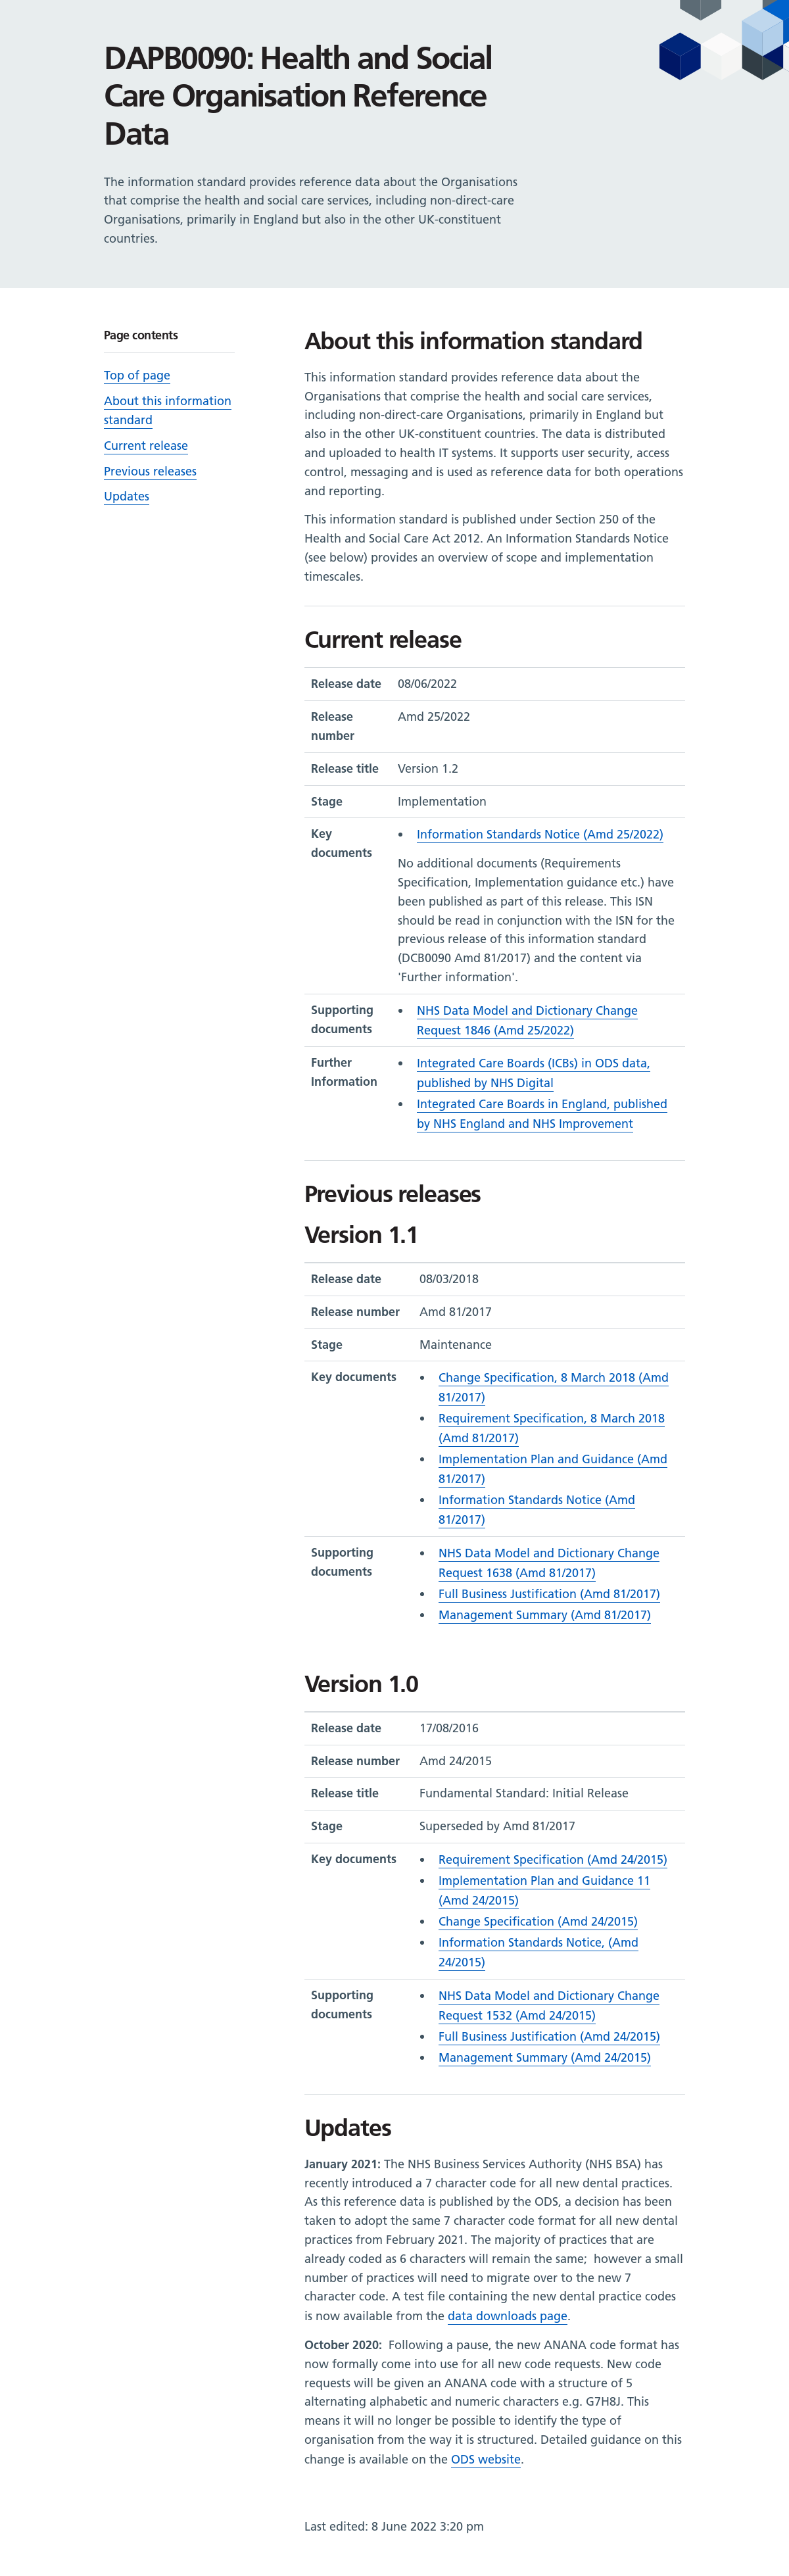 DAPB0090: Health and Social
Care Organisation Reference
Data
The information standard provides reference data about the Organisations
that comprise the health and social care services, including non-direct-care
Organisations, primarily in England but also in the other UK-constituent
countries.
Page contents
Top of page
About this information
standard
Current release
Previous releases
Updates
About this information standard
This information standard provides reference data about the
Organisations that comprise the health and social care services,
including non-direct-care Organisations, primarily in England but
also in the other UK-constituent countries. The data is distributed
and uploaded to health IT systems. It supports user security, access
control, messaging and is used as reference data for both operations
and reporting.
This information standard is published under Section 250 of the
Health and Social Care Act 2012. An Information Standards Notice
(see below) provides an overview of scope and implementation
timescales.
Current release
Release date 08/06/2022
Release Amd 25/2022
number
Release title Version 1.2
Stage Implementation
Key • Information Standards Notice (Amd 25/2022)
documents
No additional documents (Requirements
Specification, Implementation guidance etc.) have
been published as part of this release. This ISN
should be read in conjunction with the ISN for the
previous release of this information standard
(DCB0090 Amd 81/2017) and the content via
'Further information'.
Supporting • NHS Data Model and Dictionary Change
documents Request 1846 (Amd 25/2022)
Further • Integrated Care Boards (ICBs) in ODS data,
Information published by NHS Digital
• Integrated Care Boards in England, published
by NHS England and NHS Improvement
Previous releases
Version 1.1
Release date 08/03/2018
Release number Amd 81/2017
Stage Maintenance
Key documents • Change Specification, 8 March 2018 (Amd
81/2017)
• Requirement Specification, 8 March 2018
(Amd 81/2017)
• Implementation Plan and Guidance (Amd
81/2017)
• Information Standards Notice (Amd
81/2017)
Supporting • NHS Data Model and Dictionary Change
documents Request 1638 (Amd 81/2017)
• Full Business Justification (Amd 81/2017)
• Management Summary (Amd 81/2017)
Version 1.0
Release date 17/08/2016
Release number Amd 24/2015
Release title Fundamental Standard: Initial Release
Stage Superseded by Amd 81/2017
Key documents • Requirement Specification (Amd 24/2015)
• Implementation Plan and Guidance 11
(Amd 24/2015)
• Change Specification (Amd 24/2015)
• Information Standards Notice, (Amd
24/2015)
Supporting • NHS Data Model and Dictionary Change
documents Request 1532 (Amd 24/2015)
• Full Business Justification (Amd 24/2015)
• Management Summary (Amd 24/2015)
Updates
January 2021: The NHS Business Services Authority (NHS BSA) has
recently introduced a 7 character code for all new dental practices.
As this reference data is published by the ODS, a decision has been
taken to adopt the same 7 character code format for all new dental
practices from February 2021. The majority of practices that are
already coded as 6 characters will remain the same;  however a small
number of practices will need to migrate over to the new 7
character code. A test file containing the new dental practice codes
is now available from the data downloads page.
October 2020:  Following a pause, the new ANANA code format has
now formally come into use for all new code requests. New code
requests will be given an ANANA code with a structure of 5
alternating alphabetic and numeric characters e.g. G7H8J. This
means it will no longer be possible to identify the type of
organisation from the way it is structured. Detailed guidance on this
change is available on the ODS website.
Last edited: 8 June 2022 3:20 pm